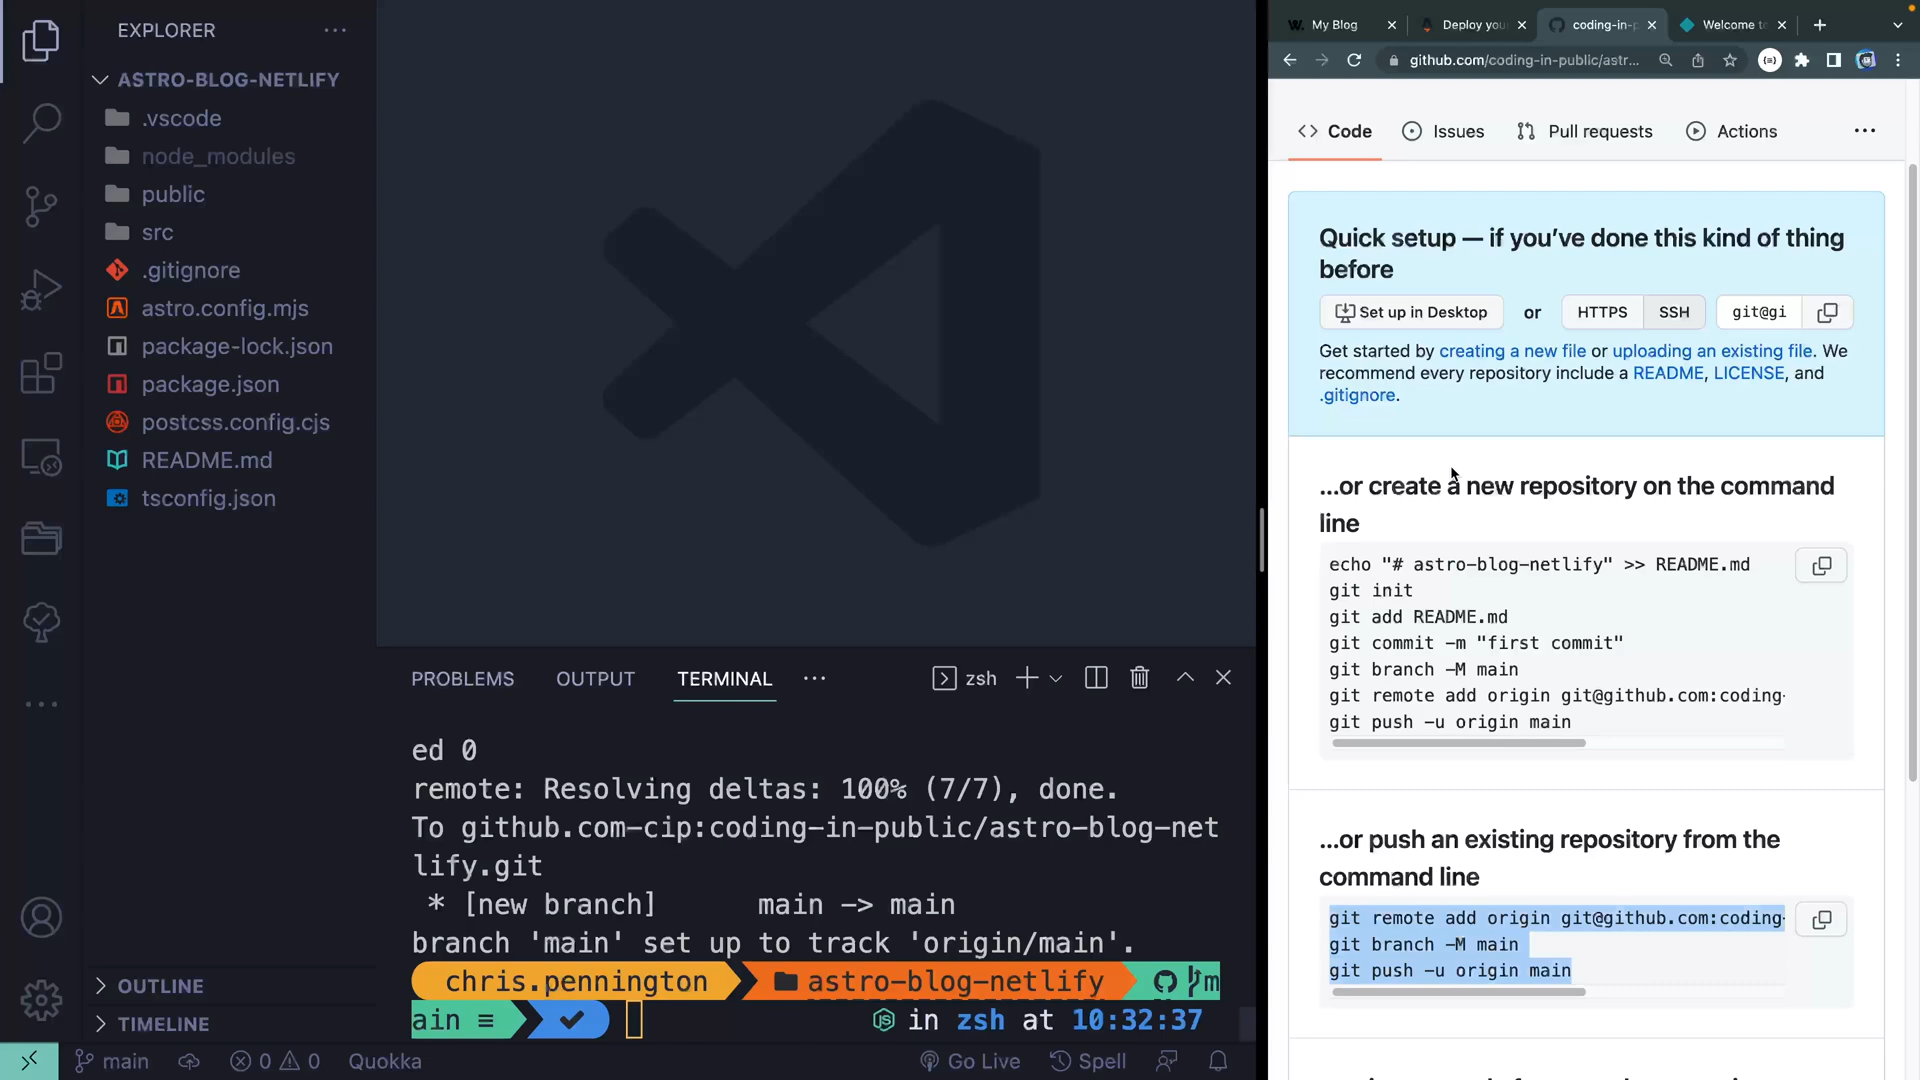 EXPLORER
ASTRO-BLOG-NETLIFY
.vscode
node_modules
public
src
.gitignore
astro.config.mjs
package-lock.json
package.json
postcss.config.cjs
README.md
tsconfig.json
OUTLINE
TIMELINE
PROBLEMS OUTPUT TERMINAL
zsh
ed 0
remote: Resolving deltas: 100% (7/7), done.
To github.com-cip:coding-in-public/astro-blog-net
lify.git
* [new branch] main -> main
branch 'main' set up to track 'origin/main'.
chris.pennington astro-blog-netlify m
ain ≡ in zsh at 10:32:37
main 0 0 Quokka Go Live Spell
My Blog Deploy you coding-in-p Welcome to
github.com/coding-in-public/astr...
Code Issues Pull requests Actions
Quick setup — if you've done this kind of thing
before
Set up in Desktop or HTTPS SSH git@gi
Get started by creating a new file or uploading an existing file. We
recommend every repository include a README, LICENSE, and
.gitignore.
...or create a new repository on the command
line
echo "# astro-blog-netlify" >> README.md
git init
git add README.md
git commit -m "first commit"
git branch -M main
git remote add origin git@github.com:coding-
git push -u origin main
...or push an existing repository from the
command line
git remote add origin git@github.com:coding-
git branch -M main
git push -u origin main